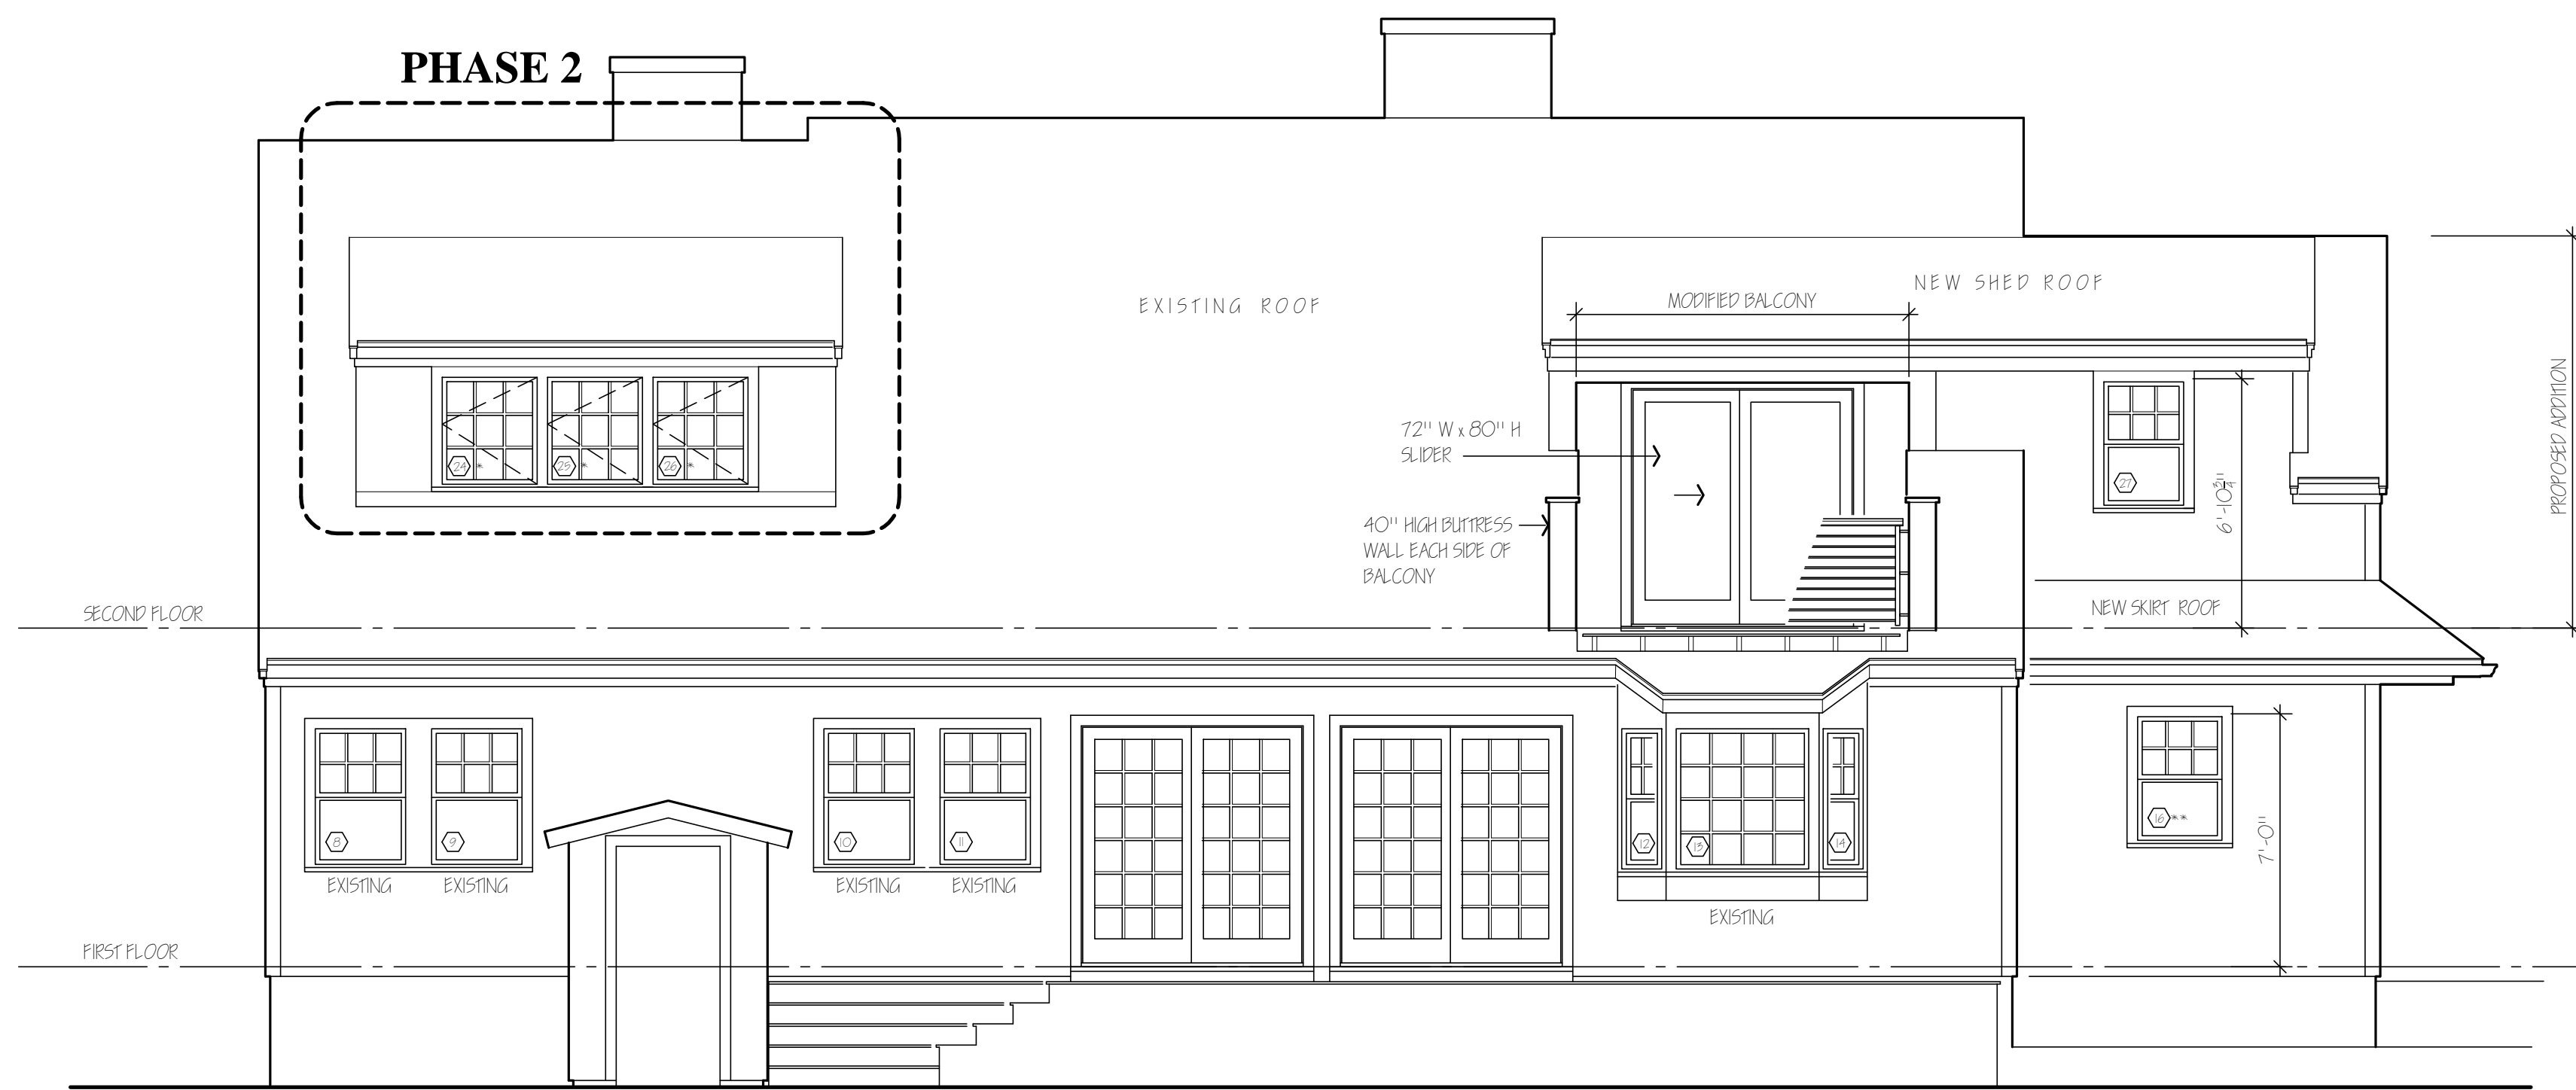 PHASE 2
NEW SHED ROOF
EXISTING ROOF
MODIFIED BALCONY
PROPOSED ADDITION
72" W x 80" H
SLIDER
24 *
25 *
26 *
27
6'-10 3/4"
40" HIGH BUTTRESS
WALL EACH SIDE OF
BALCONY
SECOND FLOOR
NEW SKIRT ROOF
8
9
10
11
12
13
14
16 **
7'-0"
EXISTING
EXISTING
EXISTING
EXISTING
EXISTING
FIRST FLOOR